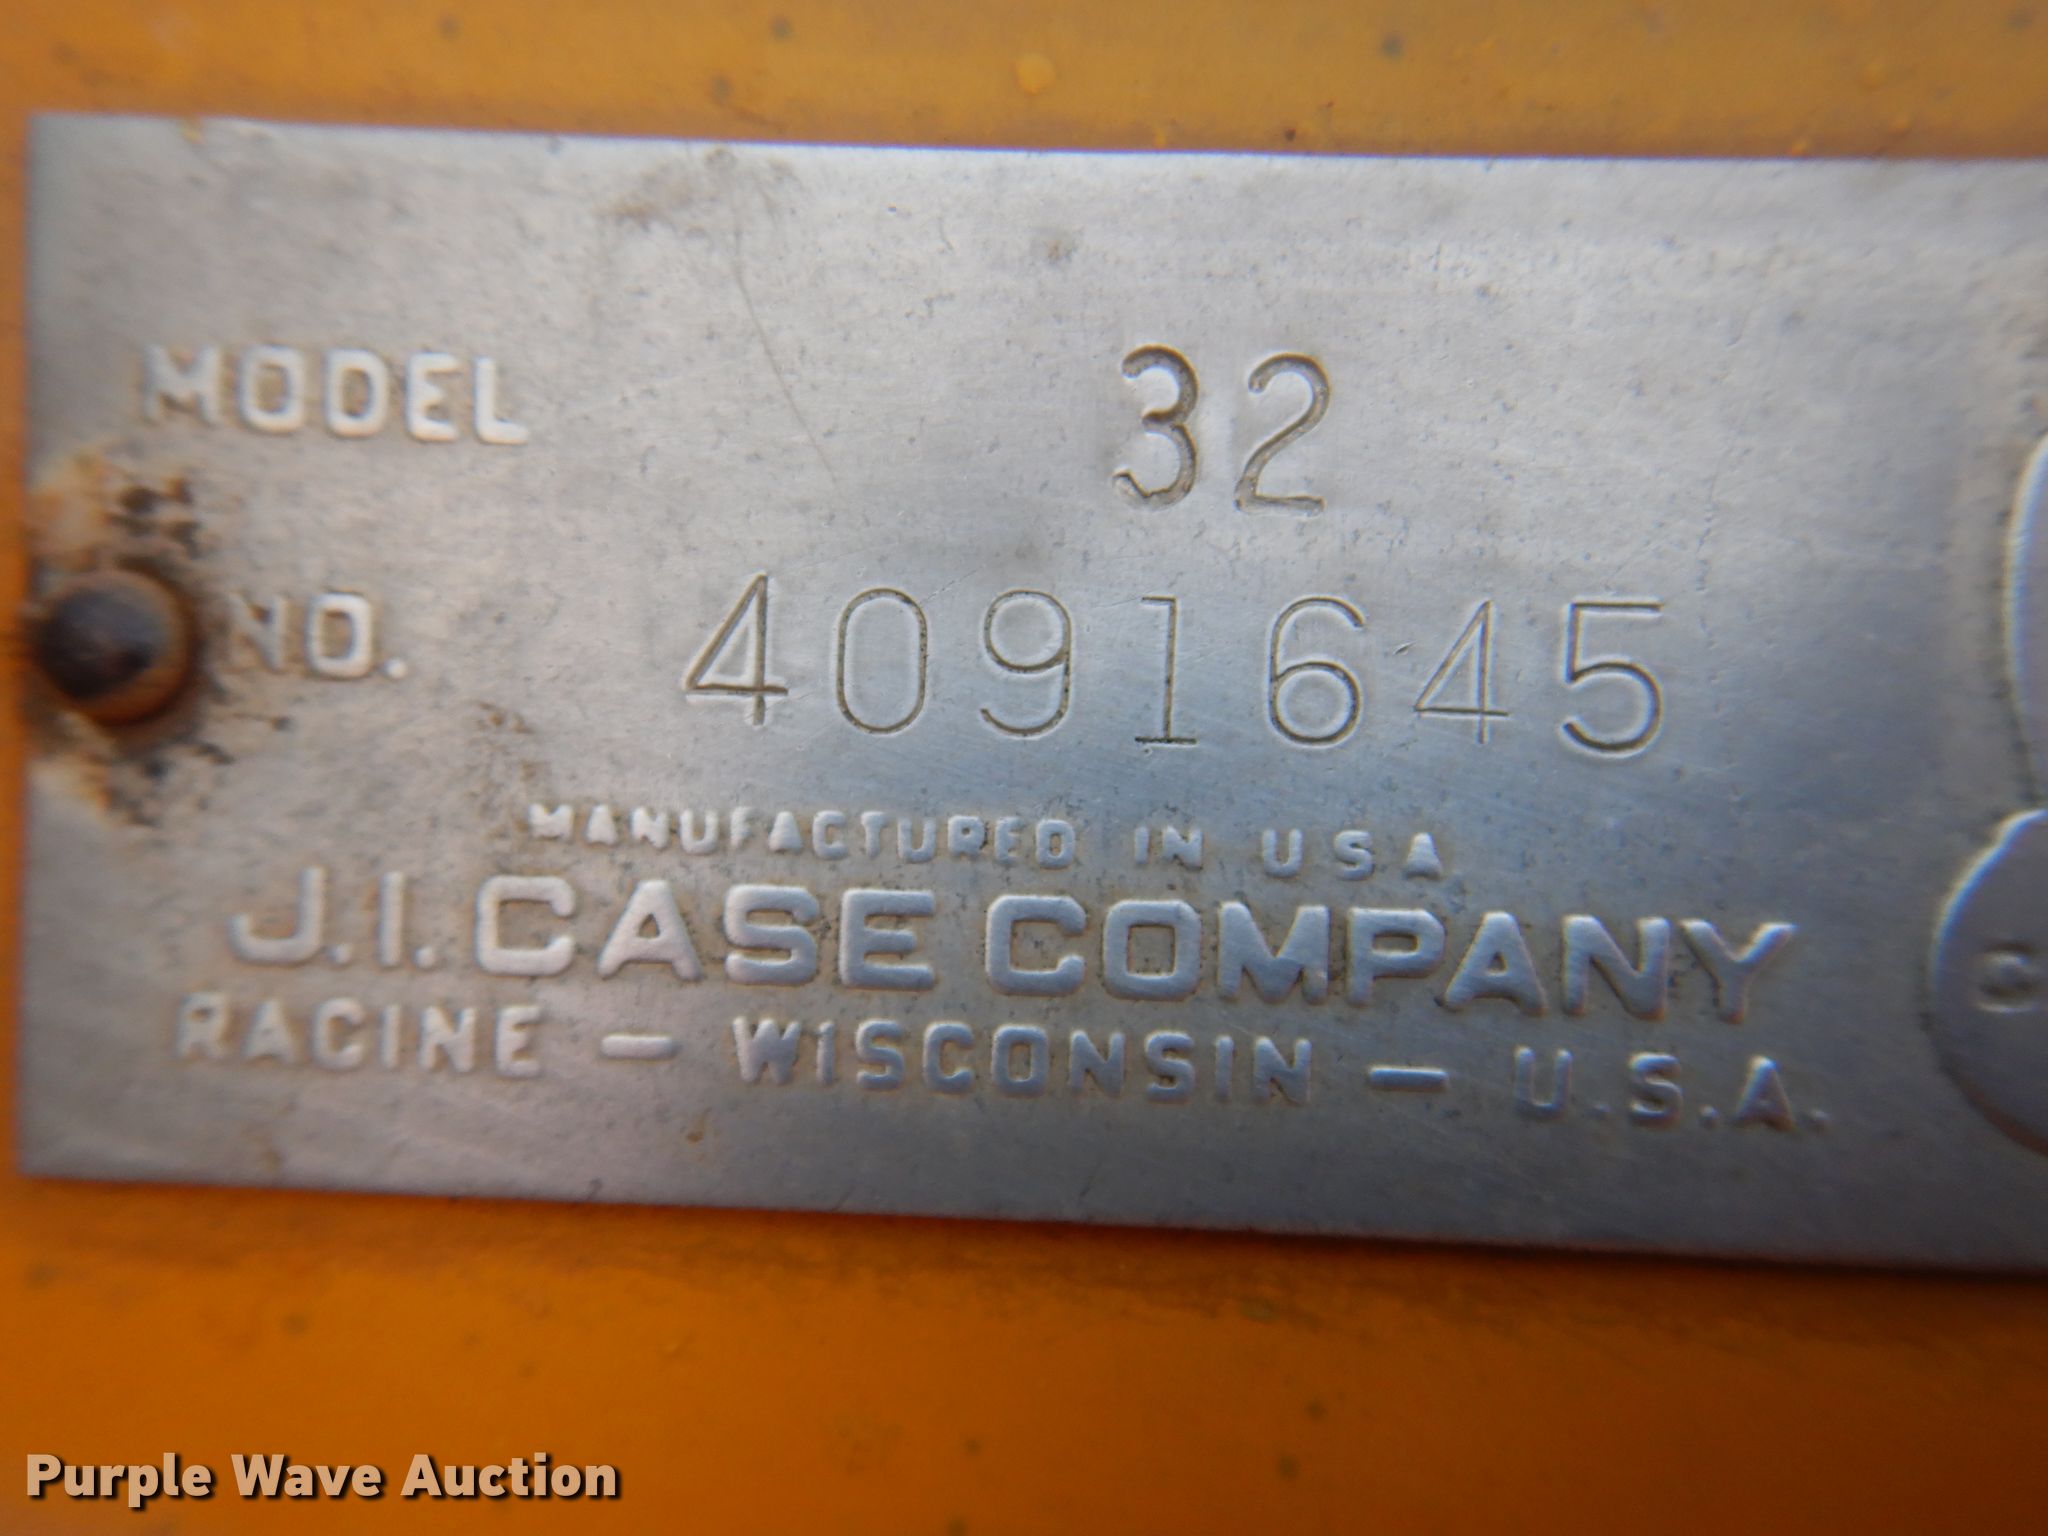 MODEL 32
NO. 4091645
MANUFACTURED IN USA
J.I. CASE COMPANY
RACINE — WISCONSIN — U.S.A.
Purple Wave Auction